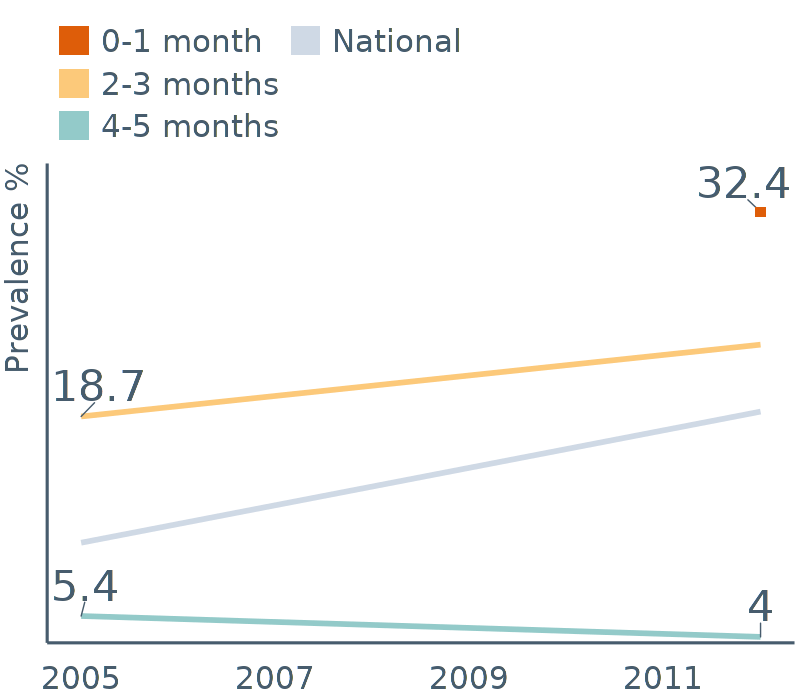 0-1 month
National
2-3 months
4-5 months
Prevalence %
32.4
18.7
5.4
4
2005
2007
2009
2011